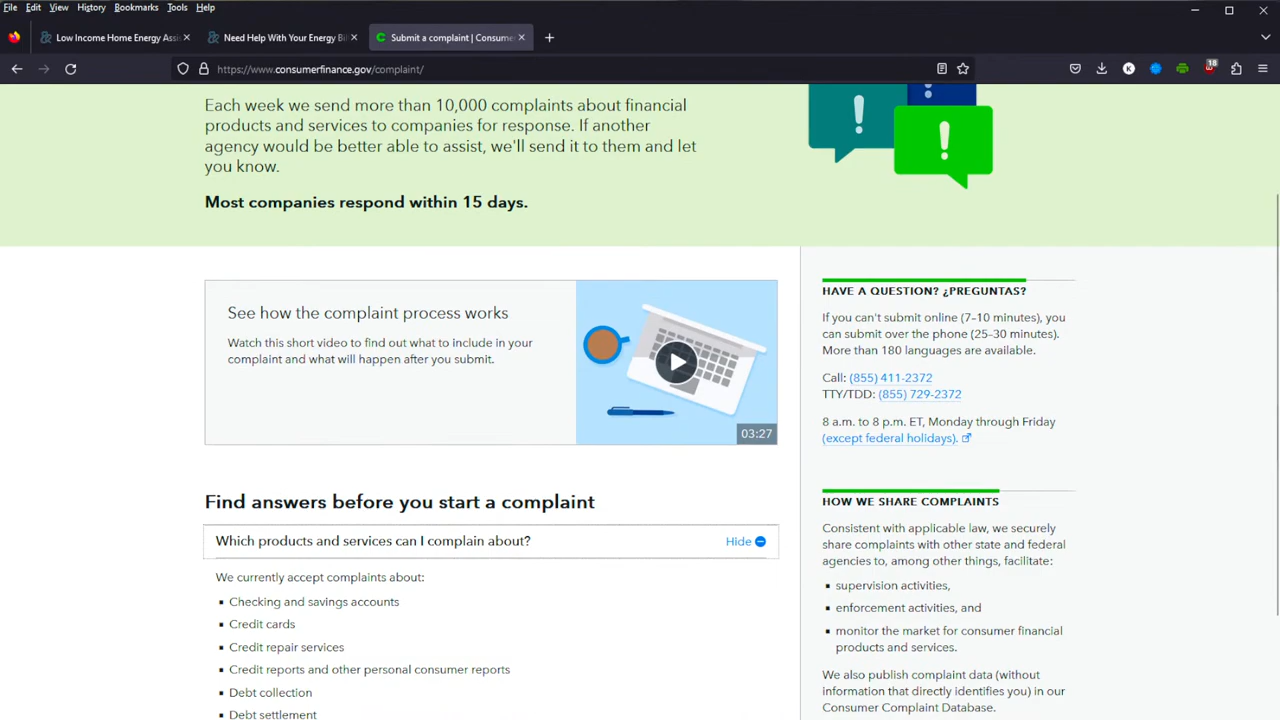 File Edit View History Bookmarks Tools Help
Low Income Home Energy Assi
Need Help With Your Energy Bi
Submit a complaint | Consume
https://www.consumerfinance.gov/complaint/
18
K
Each week we send more than 10,000 complaints about financial
products and services to companies for response. If another
agency would be better able to assist, we'll send it to them and let
you know.
Most companies respond within 15 days.
See how the complaint process works
Watch this short video to find out what to include in your
complaint and what will happen after you submit.
03:27
Find answers before you start a complaint
Which products and services can I complain about?
Hide
We currently accept complaints about:
Checking and savings accounts
Credit cards
Credit repair services
Credit reports and other personal consumer reports
Debt collection
Debt settlement
HAVE A QUESTION? ¿PREGUNTAS?
If you can't submit online (7–10 minutes), you
can submit over the phone (25–30 minutes).
More than 180 languages are available.
Call: (855) 411-2372
TTY/TDD: (855) 729-2372
8 a.m. to 8 p.m. ET, Monday through Friday
(except federal holidays).
HOW WE SHARE COMPLAINTS
Consistent with applicable law, we securely
share complaints with other state and federal
agencies to, among other things, facilitate:
supervision activities,
enforcement activities, and
monitor the market for consumer financial
products and services.
We also publish complaint data (without
information that directly identifies you) in our
Consumer Complaint Database.